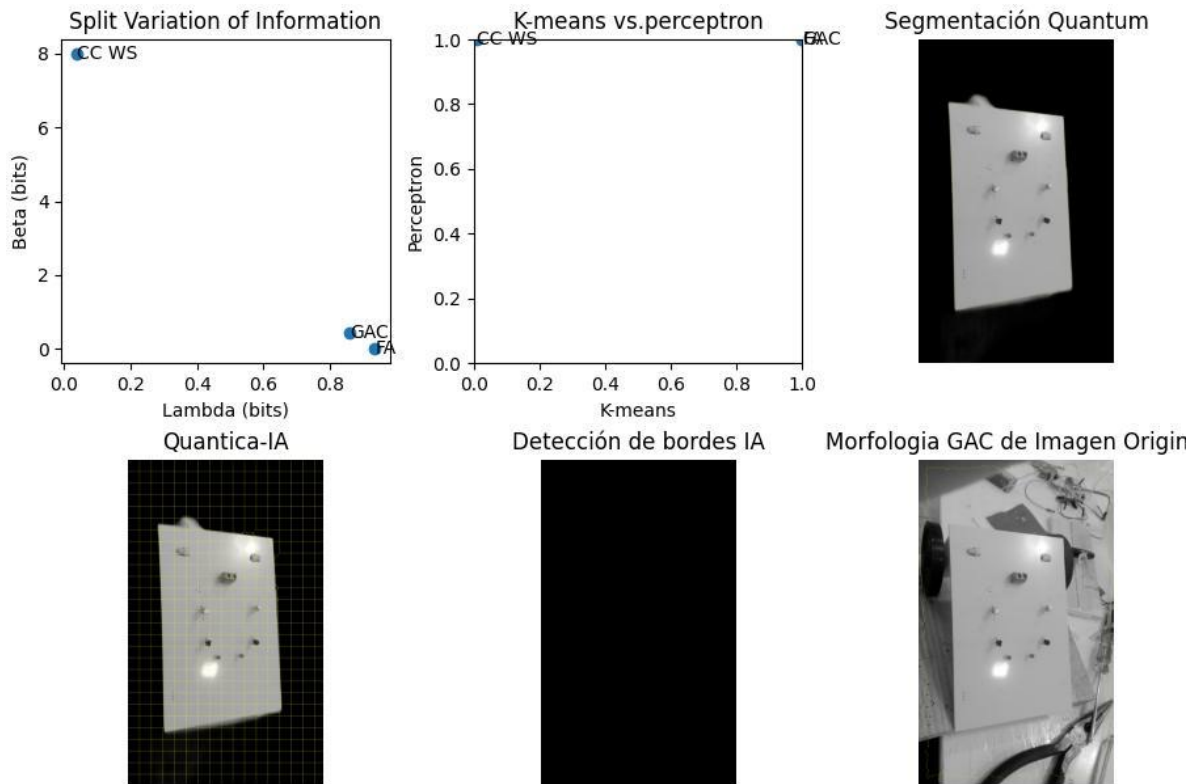 Split Variation of Information
8
6
4
2
0
Beta (bits)
CC WS
GAC
FA
0.0 0.2 0.4 0.6 0.8
Lambda (bits)
K-means vs.perceptron
1.0
0.8
0.6
0.4
0.2
0.0
Perceptron
CC WS
GAC
0.0 0.2 0.4 0.6 0.8 1.0
K-means
Segmentación Quantum
Quantica-IA
Detección de bordes IA
Morfologia GAC de Imagen Origin